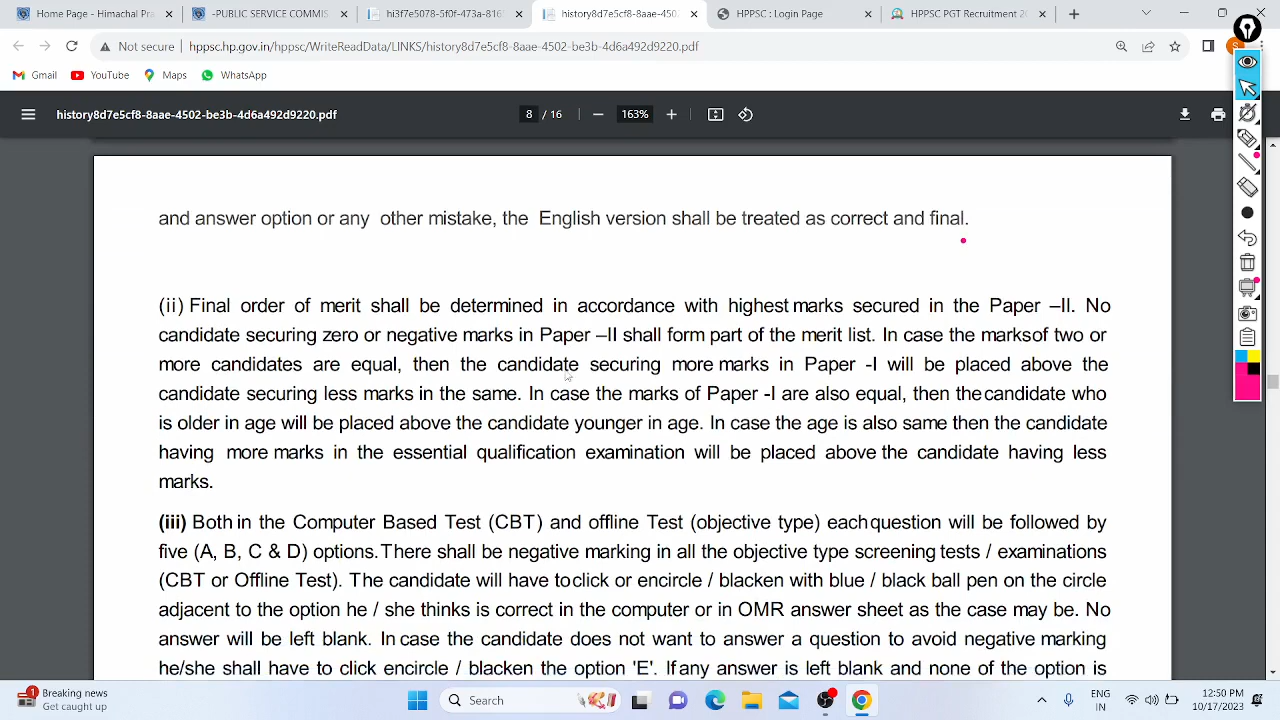 Home Page - Himachal Pr
-PUBLIC SERVICE COMMIS
hi3f7e5078-5f07-173a-816
history8d7e5cf8-8aae-4502
HPPSC : Login Page
HPPSC PGT Recruitment 20
Not secure
hppsc.hp.gov.in/hppsc/WriteReadData/LINKS/history8d7e5cf8-8aae-4502-be3b-4d6a492d9220.pdf
Gmail
YouTube
Maps
WhatsApp
history8d7e5cf8-8aae-4502-be3b-4d6a492d9220.pdf
8 / 16
163%
and answer option or any other mistake, the English version shall be treated as correct and final.
(ii) Final order of merit shall be determined in accordance with highest marks secured in the Paper –II. No
candidate securing zero or negative marks in Paper –II shall form part of the merit list. In case the marksof two or
more candidates are equal, then the candidate securing more marks in Paper -I will be placed above the
candidate securing less marks in the same. In case the marks of Paper -I are also equal, then thecandidate who
is older in age will be placed above the candidate younger in age. In case the age is also same then the candidate
having more marks in the essential qualification examination will be placed above the candidate having less
marks.
(iii) Both in the Computer Based Test (CBT) and offline Test (objective type) eachquestion will be followed by
five (A, B, C & D) options.There shall be negative marking in all the objective type screening tests / examinations
(CBT or Offline Test). The candidate will have toclick or encircle / blacken with blue / black ball pen on the circle
adjacent to the option he / she thinks is correct in the computer or in OMR answer sheet as the case may be. No
answer will be left blank. In case the candidate does not want to answer a question to avoid negative marking
he/she shall have to click encircle / blacken the option 'E'. If any answer is left blank and none of the option is
1
Breaking news
Get caught up
Search
ENG
IN
12:50 PM
10/17/2023